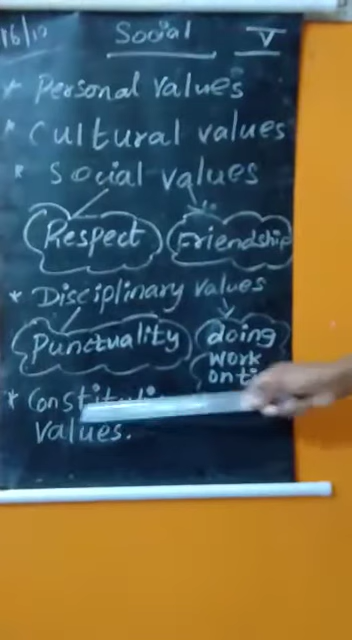 16/10 Social V
* Personal values
* Cultural values
* Social values
Respect Friendship
* Disciplinary values
Punctuality doing
work
* 
values.